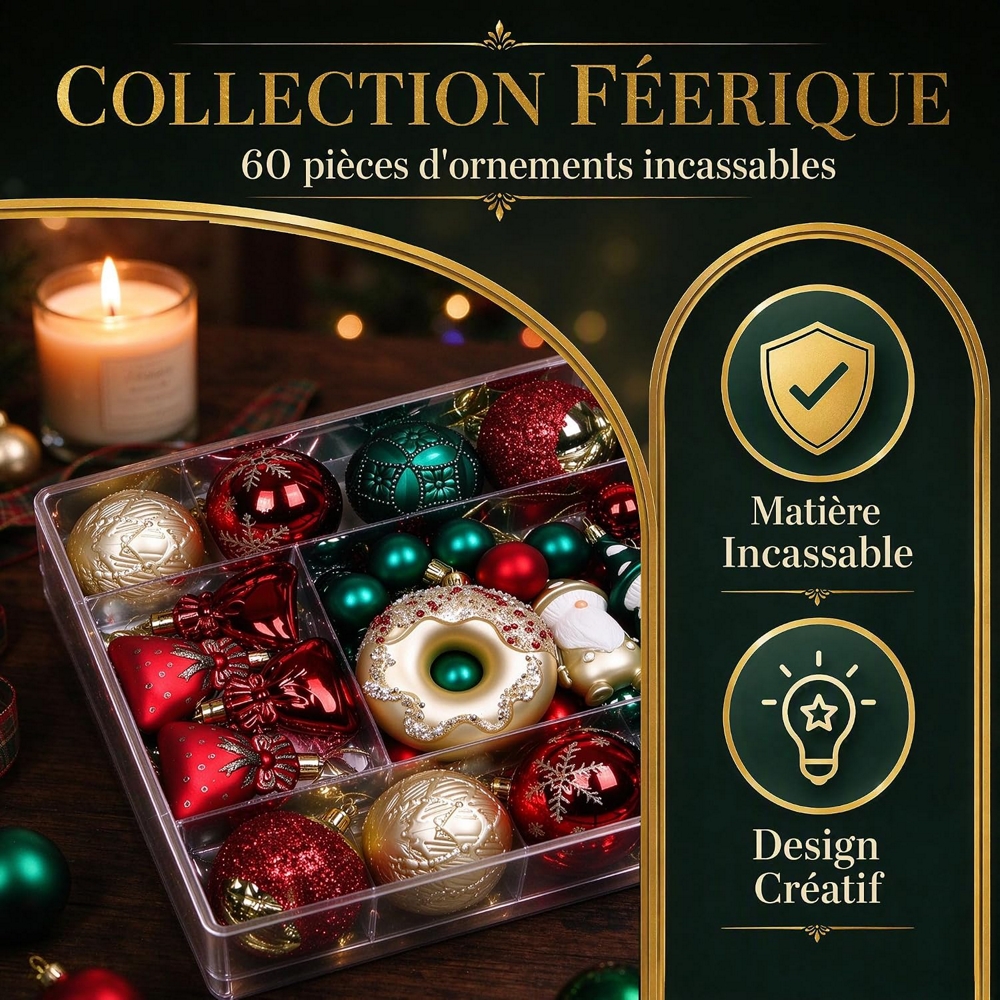 COLLECTION FÉERIQUE
60 pièces d'ornements incassables
Matière
Incassable
Design
Créatif